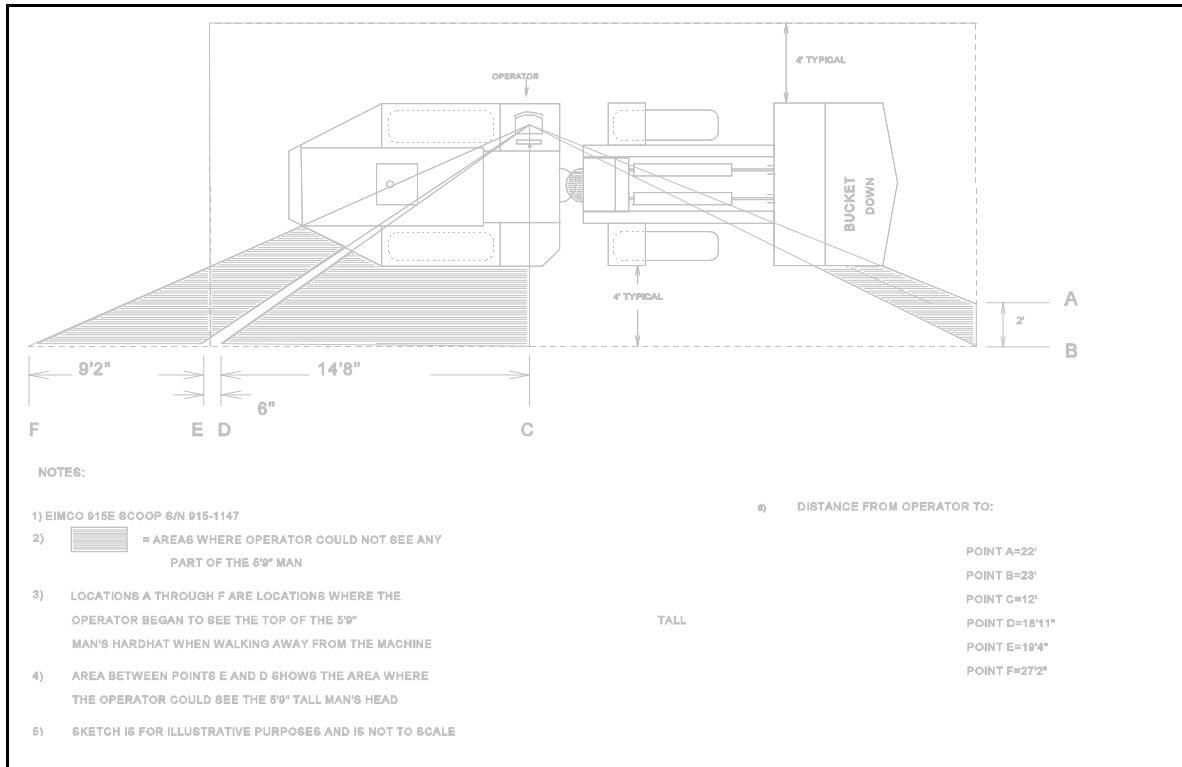 4' TYPICAL
OPERATOR
D
BUCKET
DOWN
4' TYPICAL
A
2'
B
9'2"
14'8"
6"
F
E
D
C
NOTES:
1) EIMCO 915E SCOOP S/N 915-1147
2) = AREAS WHERE OPERATOR COULD NOT SEE ANY
PART OF THE 5'9" MAN
3) LOCATIONS A THROUGH F ARE LOCATIONS WHERE THE
OPERATOR BEGAN TO SEE THE TOP OF THE 5'9" TALL
MAN'S HARDHAT WHEN WALKING AWAY FROM THE MACHINE
4) AREA BETWEEN POINTS E AND D SHOWS THE AREA WHERE
THE OPERATOR COULD SEE THE 5'9" TALL MAN'S HEAD
5) SKETCH IS FOR ILLUSTRATIVE PURPOSES AND IS NOT TO SCALE
6) DISTANCE FROM OPERATOR TO:
POINT A=22'
POINT B=23'
POINT C=12'
POINT D=18'11"
POINT E=19'4"
POINT F=27'2"